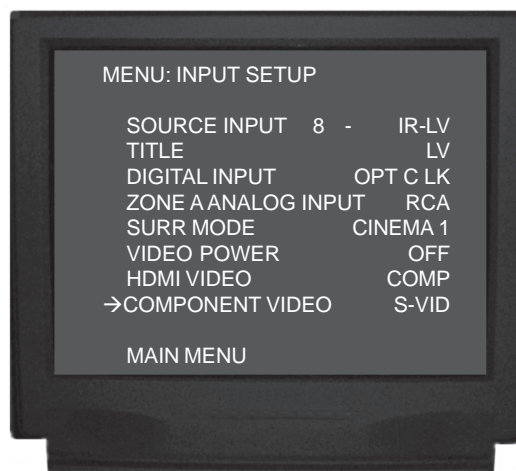 MENU: INPUT SETUP
SOURCE INPUT 8 - IR-LV
TITLE LV
DIGITAL INPUT OPT C LK
ZONE A ANALOG INPUT RCA
SURR MODE CINEMA 1
VIDEO POWER OFF
HDMI VIDEO COMP
→COMPONENT VIDEO S-VID
MAIN MENU